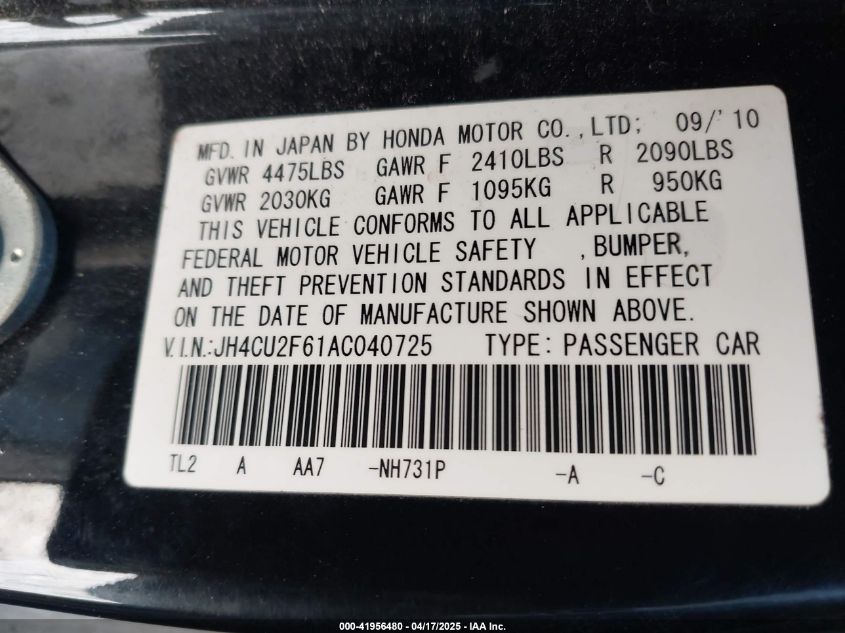 MFD. IN JAPAN BY HONDA MOTOR CO.,LTD; 09/'10
GVWR 4475LBS GAWR F 2410LBS R 2090LBS
GVWR 2030KG GAWR F 1095KG R 950KG
THIS VEHICLE CONFORMS TO ALL APPLICABLE
FEDERAL MOTOR VEHICLE SAFETY ,BUMPER,
AND THEFT PREVENTION STANDARDS IN EFFECT
ON THE DATE OF MANUFACTURE SHOWN ABOVE.
V.I.N.:JH4CU2F61AC040725 TYPE: PASSENGER CAR
TL2 A AA7 -NH731P -A -C
000-41956480 - 04/17/2025 - IAA Inc.